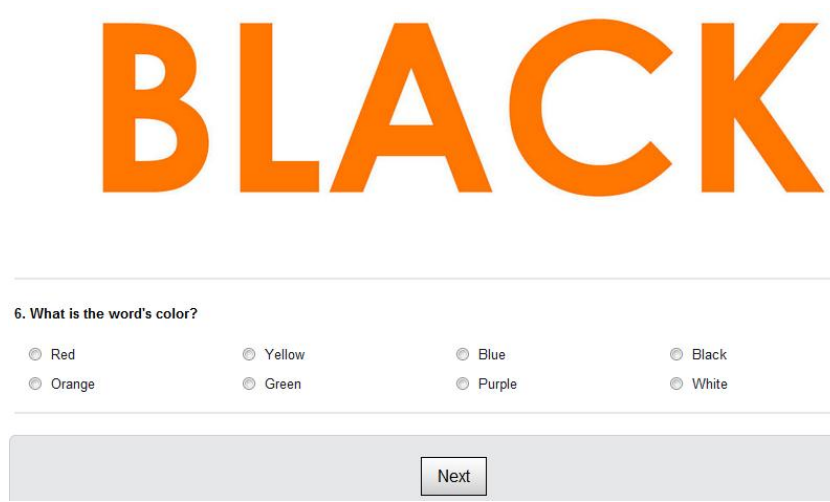 BLACK
6. What is the word's color?
Red Yellow Blue Black
Orange Green Purple White
Next